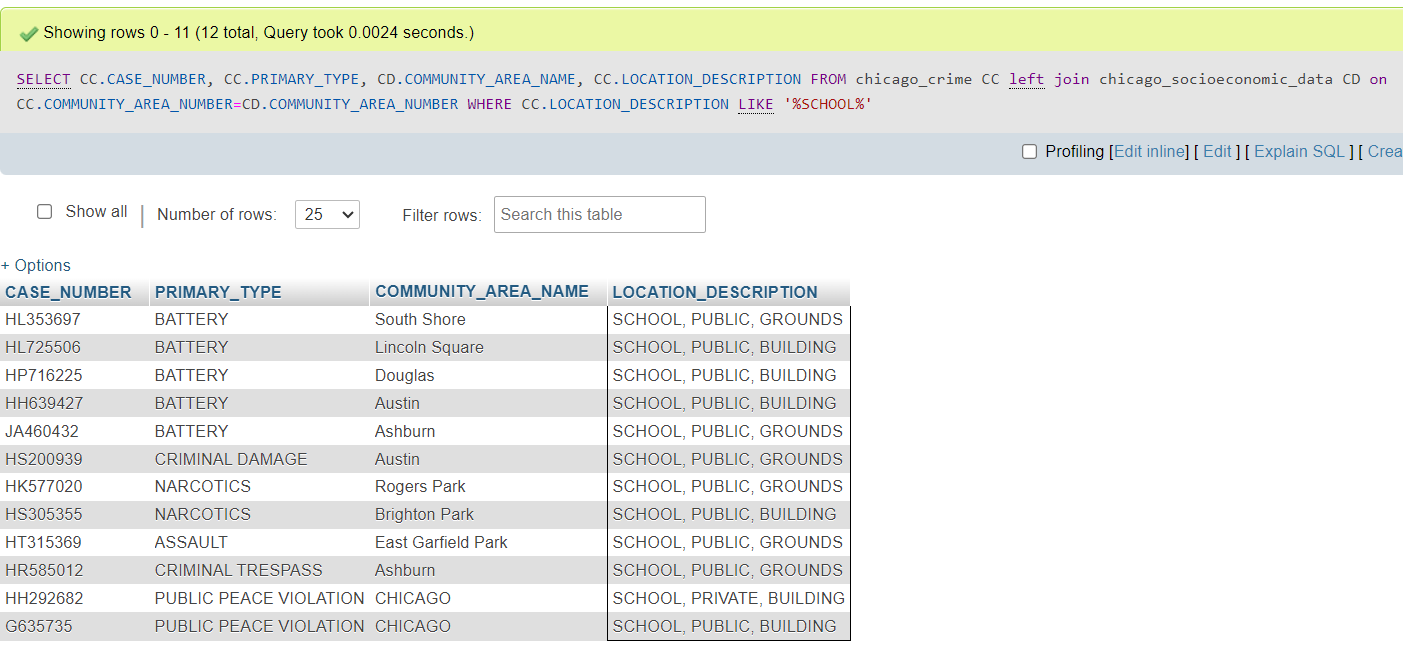 Showing rows 0 - 11 (12 total, Query took 0.0024 seconds.)
SELECT CC.CASE_NUMBER, CC.PRIMARY_TYPE, CD.COMMUNITY_AREA_NAME, CC.LOCATION_DESCRIPTION FROM chicago_crime CC left join chicago_socioeconomic_data CD on
CC.COMMUNITY_AREA_NUMBER=CD.COMMUNITY_AREA_NUMBER WHERE CC.LOCATION_DESCRIPTION LIKE '%SCHOOL%'
Profiling [Edit inline] [ Edit ] [ Explain SQL ] [ Crea
Show all | Number of rows: 25 Filter rows: Search this table
+ Options
CASE_NUMBER PRIMARY_TYPE COMMUNITY_AREA_NAME LOCATION_DESCRIPTION
HL353697 BATTERY South Shore SCHOOL, PUBLIC, GROUNDS
HL725506 BATTERY Lincoln Square SCHOOL, PUBLIC, BUILDING
HP716225 BATTERY Douglas SCHOOL, PUBLIC, BUILDING
HH639427 BATTERY Austin SCHOOL, PUBLIC, BUILDING
JA460432 BATTERY Ashburn SCHOOL, PUBLIC, GROUNDS
HS200939 CRIMINAL DAMAGE Austin SCHOOL, PUBLIC, GROUNDS
HK577020 NARCOTICS Rogers Park SCHOOL, PUBLIC, GROUNDS
HS305355 NARCOTICS Brighton Park SCHOOL, PUBLIC, BUILDING
HT315369 ASSAULT East Garfield Park SCHOOL, PUBLIC, GROUNDS
HR585012 CRIMINAL TRESPASS Ashburn SCHOOL, PUBLIC, GROUNDS
HH292682 PUBLIC PEACE VIOLATION CHICAGO SCHOOL, PRIVATE, BUILDING
G635735 PUBLIC PEACE VIOLATION CHICAGO SCHOOL, PUBLIC, BUILDING